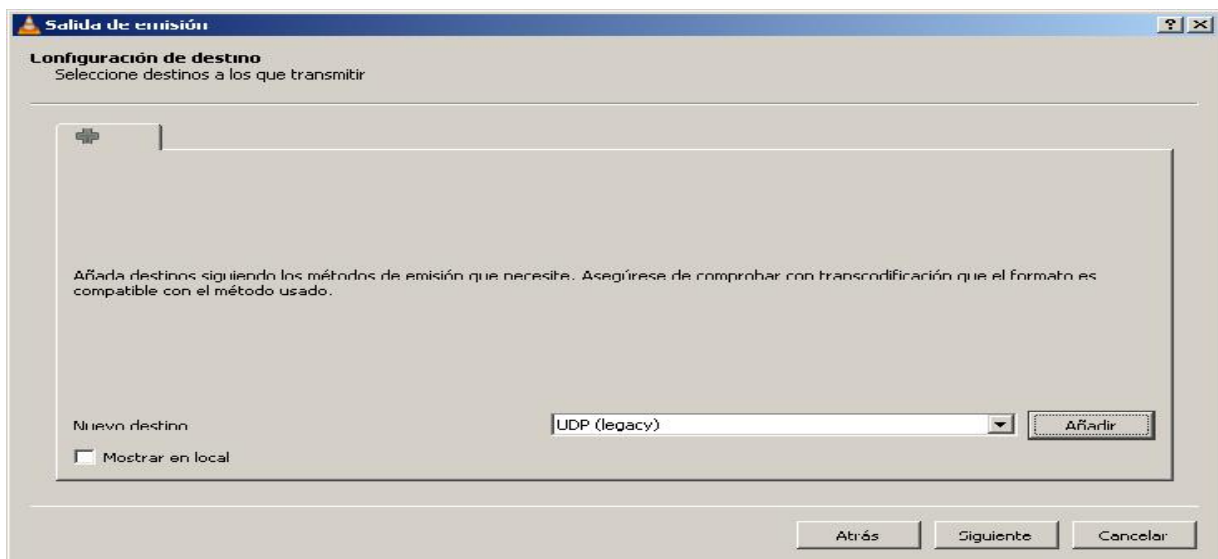 Salida de emisión
Configuración de destino
Seleccione destinos a los que transmitir
Añada destinos siguiendo los métodos de emisión que necesite. Asegúrese de comprobar con transcodificación que el formato es
compatible con el método usado.
Nuevo destino
UDP (legacy)
Añadir
Mostrar en local
Atrás
Siguiente
Cancelar